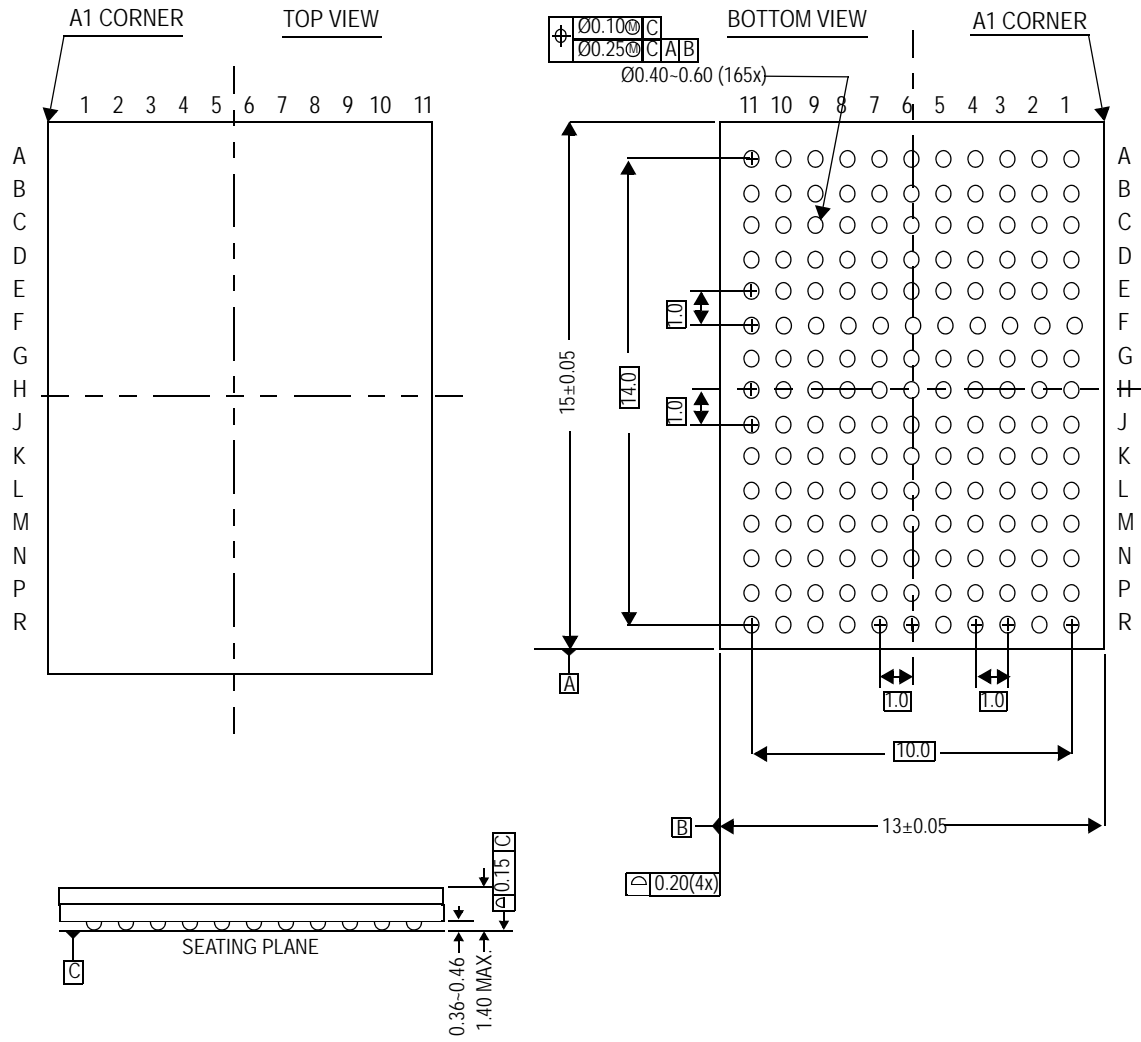 A1 CORNER
TOP VIEW
1 2 3 4 5 6 7 8 9 10 11
A
B
C
D
E
F
G
H
J
K
L
M
N
P
R
Ø0.10Ⓜ C
Ø0.25Ⓜ C A B
Ø0.40~0.60 (165x)
BOTTOM VIEW
A1 CORNER
11 10 9 8 7 6 5 4 3 2 1
A
B
C
D
E
F
G
H
J
K
L
M
N
P
R
1.0
1.0
14.0
15±0.05
A
1.0
1.0
10.0
B
13±0.05
0.20(4x)
0.15 C
SEATING PLANE
C
0.36~0.46
1.40 MAX.